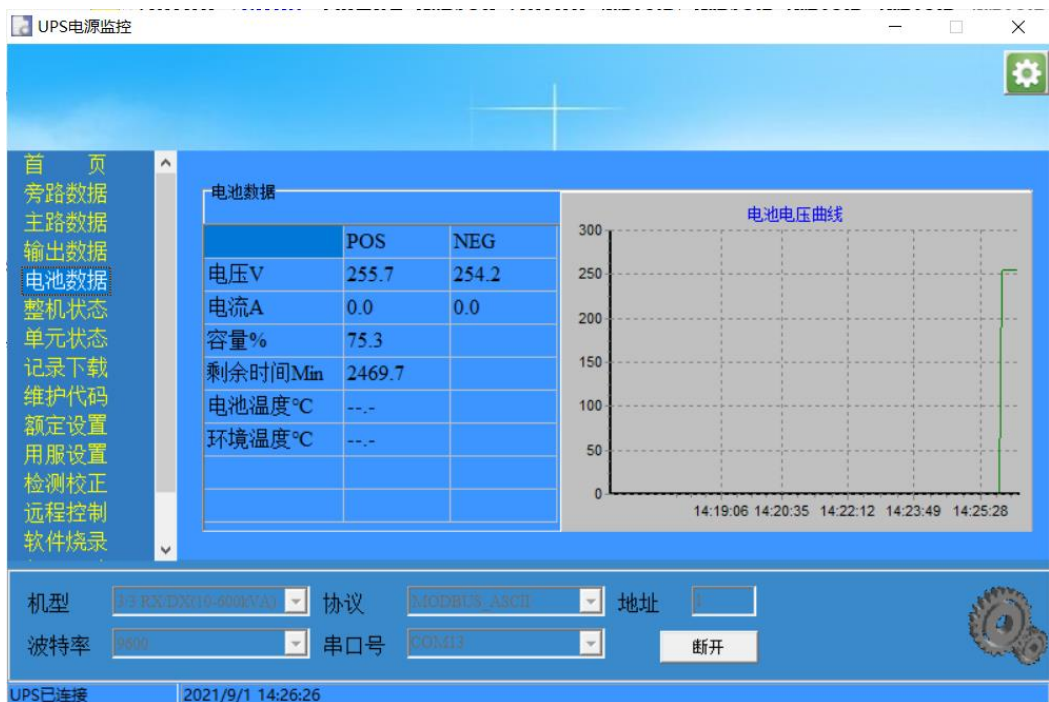 UPS电源监控
首 页
旁路数据
主路数据
输出数据
电池数据
整机状态
单元状态
记录下载
维护代码
额定设置
用服设置
检测校正
远程控制
软件烧录
电池数据
POS NEG
电压V 255.7 254.2
电流A 0.0 0.0
容量% 75.3
剩余时间Min 2469.7
电池温度℃ --.-
环境温度℃ --.-
电池电压曲线
300
250
200
150
100
50
0
14:19:06 14:20:35 14:22:12 14:23:49 14:25:28
机型 3/3 RX/DX(10-600kVA) 协议 MODBUS_ASCII 地址 1
波特率 9600 串口号 COM13 断开
UPS已连接 2021/9/1 14:26:26